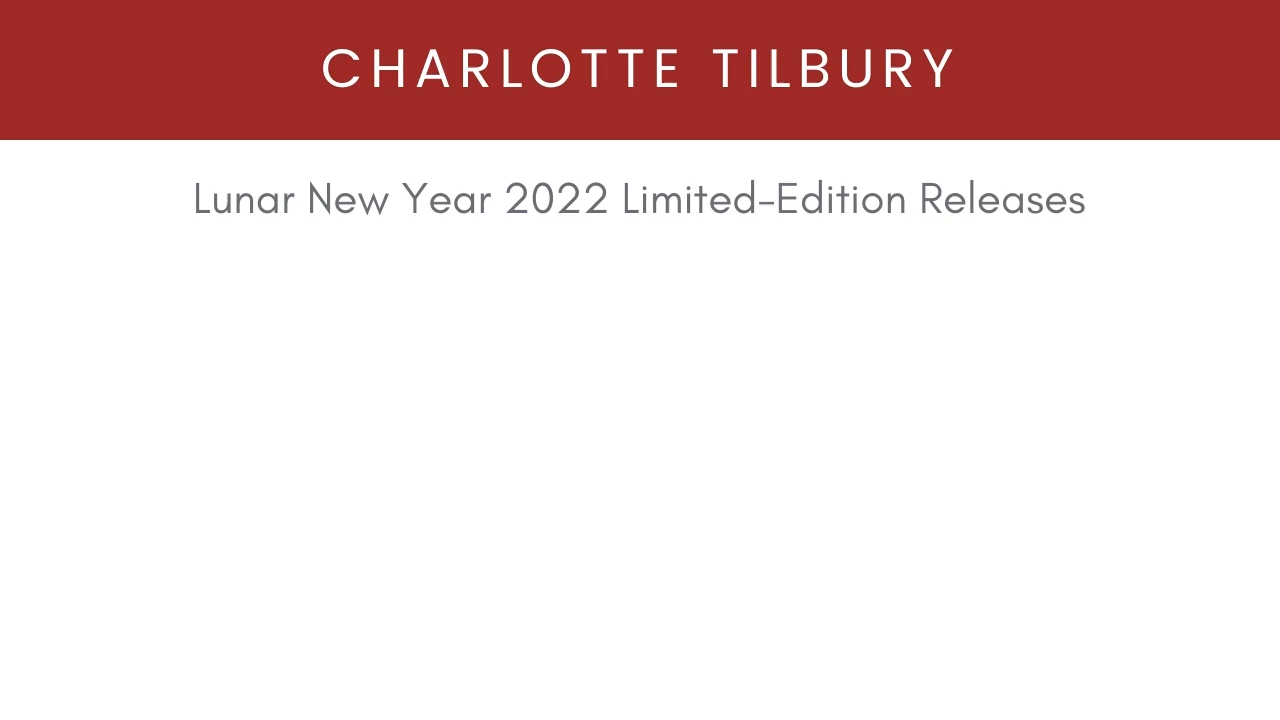 CHARLOTTE TILBURY
Lunar New Year 2022 Limited-Edition Releases